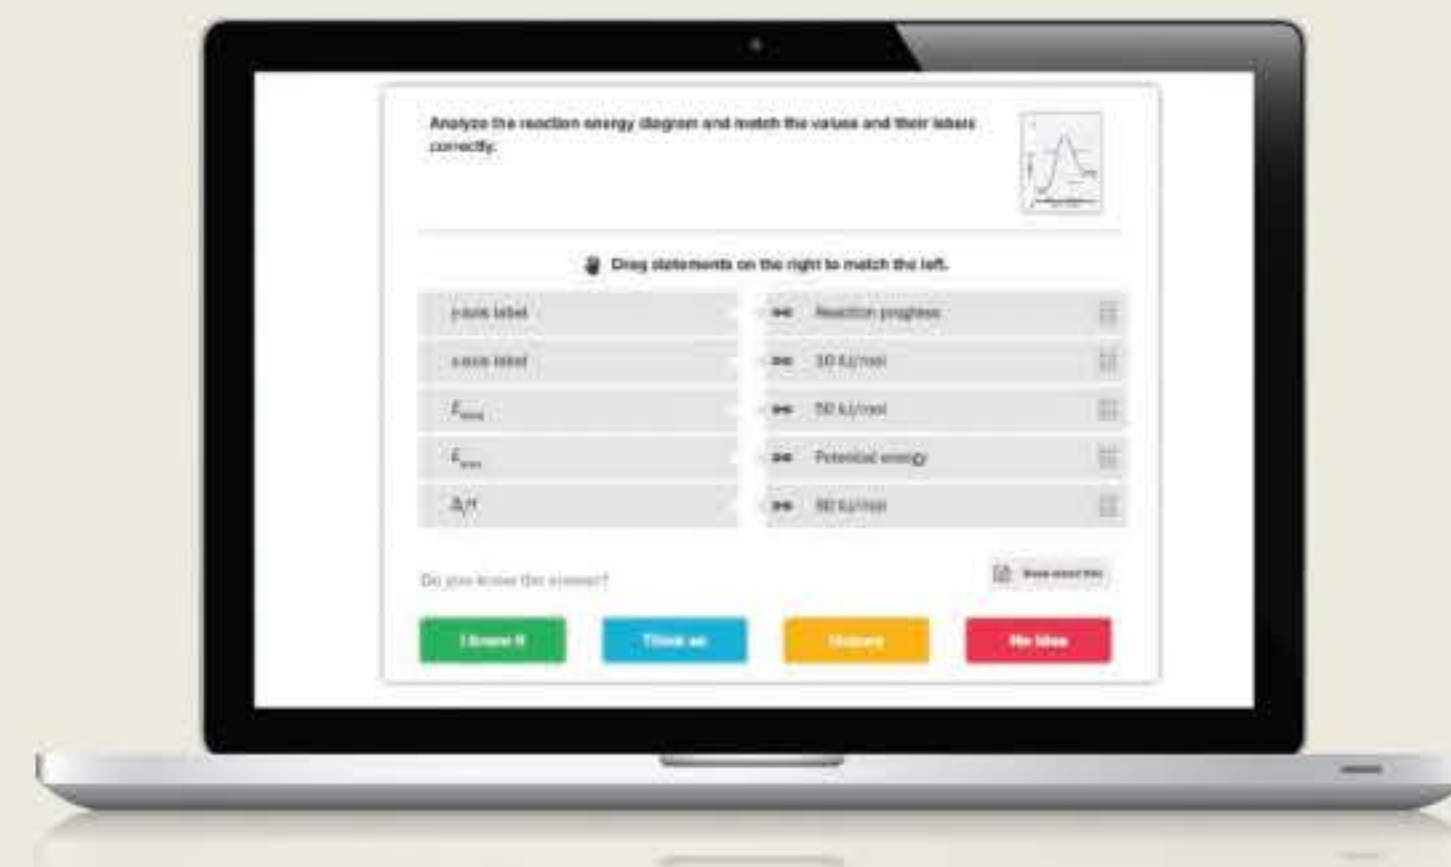 Analyze the reaction energy diagram and match the values and their labels
correctly.
Drag statements on the right to match the left.
y-axis label
Reaction progress
x-axis label
10 kJ/mol
50 kJ/mol
Potential energy
kJ/mol
Do you know the answer?
I know it
Think so
Unsure
No idea